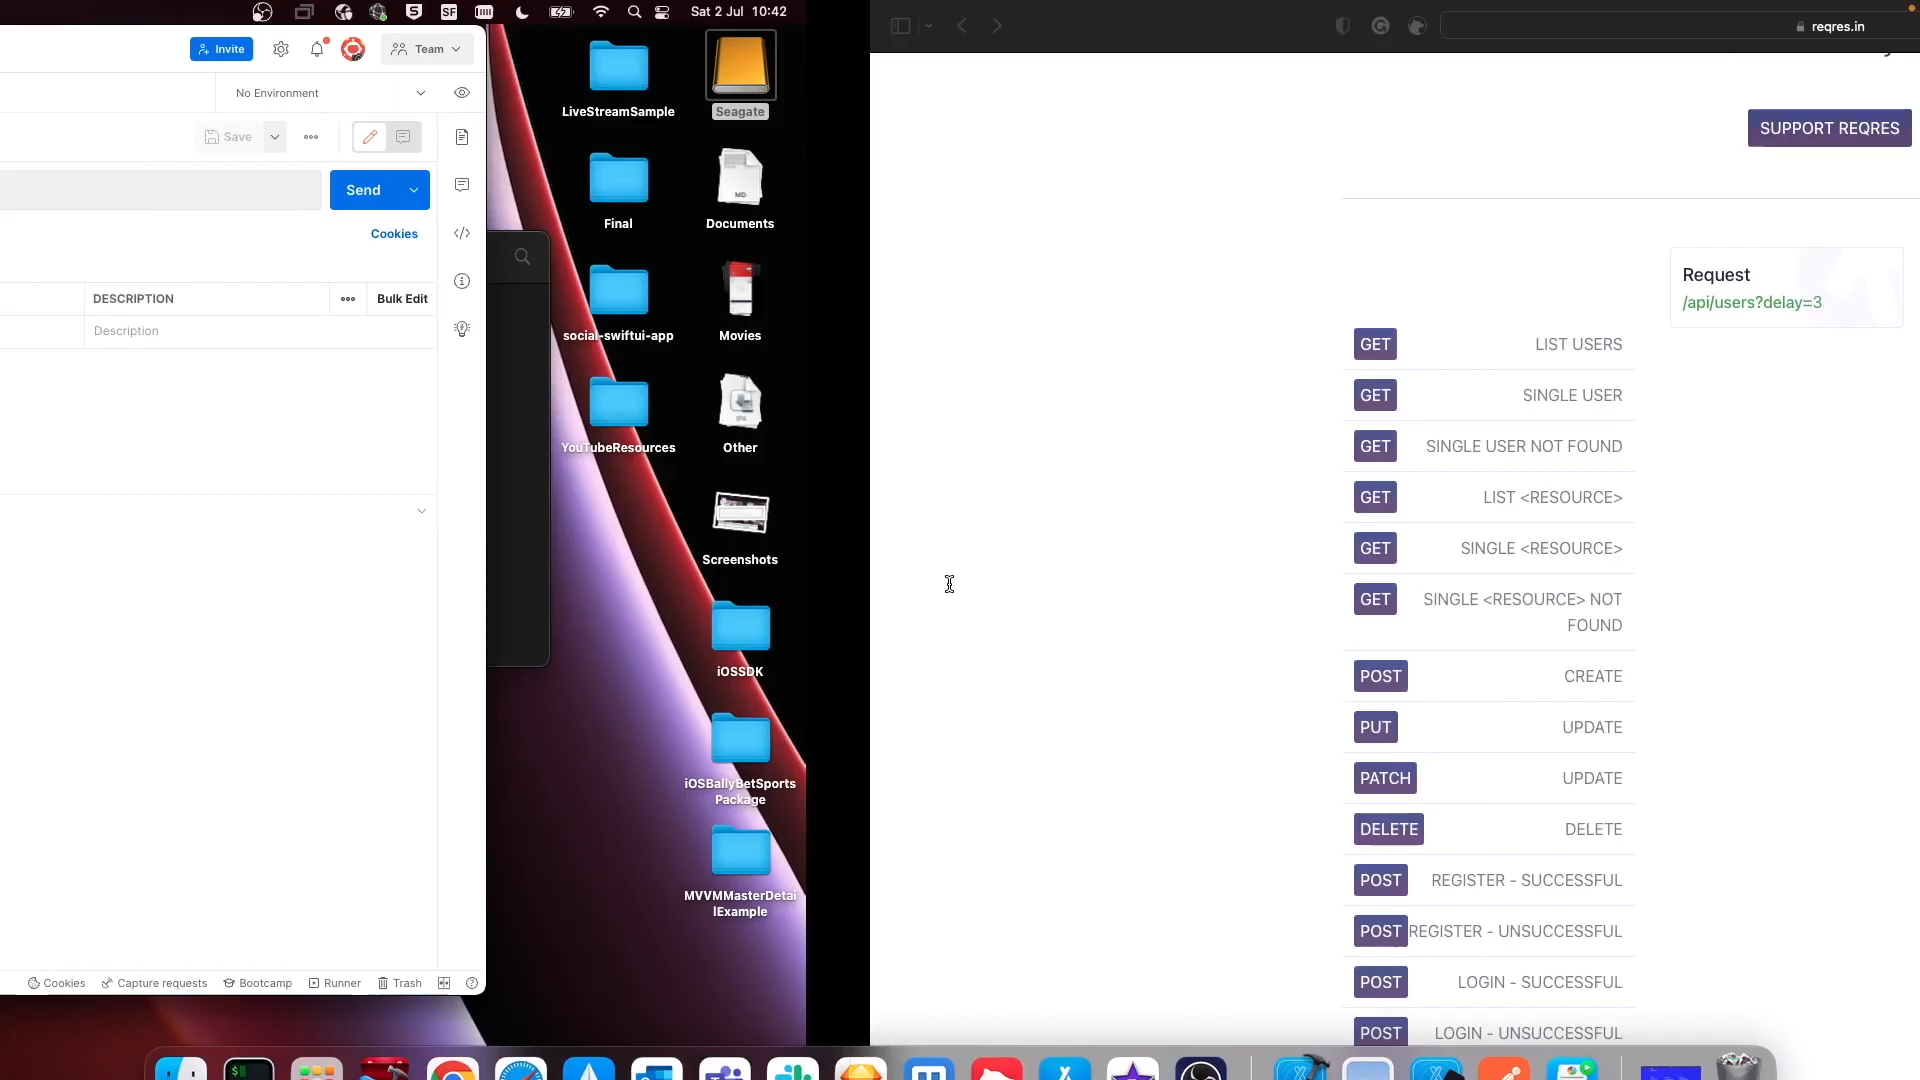 Sat 2 Jul 10:42
Invite
Team
No Environment
Save
Send
Cookies
DESCRIPTION
Bulk Edit
Description
Cookies
Capture requests
Bootcamp
Runner
Trash
LiveStreamSample
Seagate
Final
Documents
social-swiftui-app
Movies
YouTubeResources
Other
Screenshots
iOSSDK
iOSBallyBetSports
Package
MVVMMasterDetai
lExample
reqres.in
SUPPORT REQRES
Request
/api/users?delay=3
GET LIST USERS
GET SINGLE USER
GET SINGLE USER NOT FOUND
GET LIST <RESOURCE>
GET SINGLE <RESOURCE>
GET SINGLE <RESOURCE> NOT
FOUND
POST CREATE
PUT UPDATE
PATCH UPDATE
DELETE DELETE
POST REGISTER - SUCCESSFUL
POST REGISTER - UNSUCCESSFUL
POST LOGIN - SUCCESSFUL
POST LOGIN - UNSUCCESSFUL